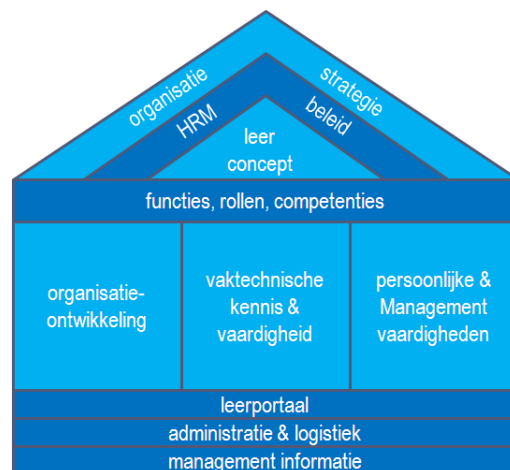 organisatie
strategie
HRM
beleid
leer
concept
functies, rollen, competenties
organisatie-
ontwikkeling
vaktechnische
kennis &
vaardigheid
persoonlijke &
Management
vaardigheden
leerportaal
administratie & logistiek
management informatie